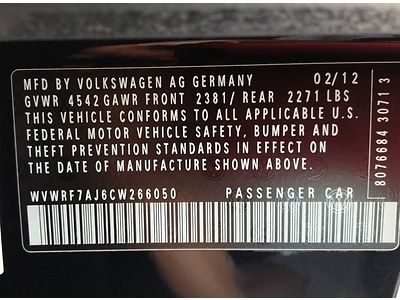 MFD BY VOLKSWAGEN AG GERMANY 02/12
GVWR 4542 GAWR FRONT 2381/ REAR 2271 LBS
THIS VEHICLE CONFORMS TO ALL APPLICABLE U.S.
FEDERAL MOTOR VEHICLE SAFETY, BUMPER AND
THEFT PREVENTION STANDARDS IN EFFECT ON
THE DATE OF MANUFACTURE SHOWN ABOVE.
WVWRF7AJ6CW266050 PASSENGER CAR
8076684 3071 3